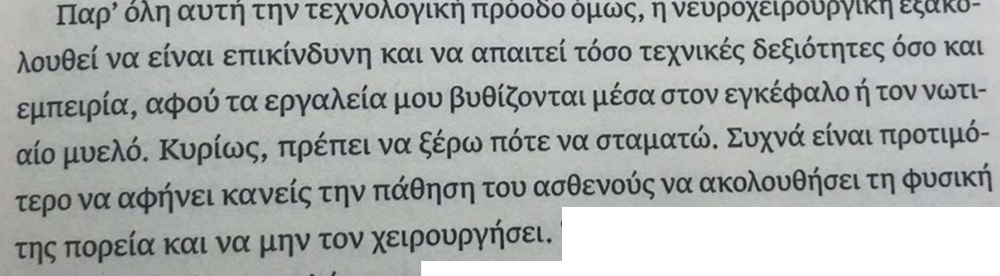 Παρ’ όλη αυτή την τεχνολογική πρόοδο όμως, η νευροχειρουργική εξακο-
λουθεί να είναι επικίνδυνη και να απαιτεί τόσο τεχνικές δεξιότητες όσο και
εμπειρία, αφού τα εργαλεία μου βυθίζονται μέσα στον εγκέφαλο ή τον νωτι-
αίο μυελό. Κυρίως, πρέπει να ξέρω πότε να σταματώ. Συχνά είναι προτιμό-
τερο να αφήνει κανείς την πάθηση του ασθενούς να ακολουθήσει τη φυσική
της πορεία και να μην τον χειρουργήσει.